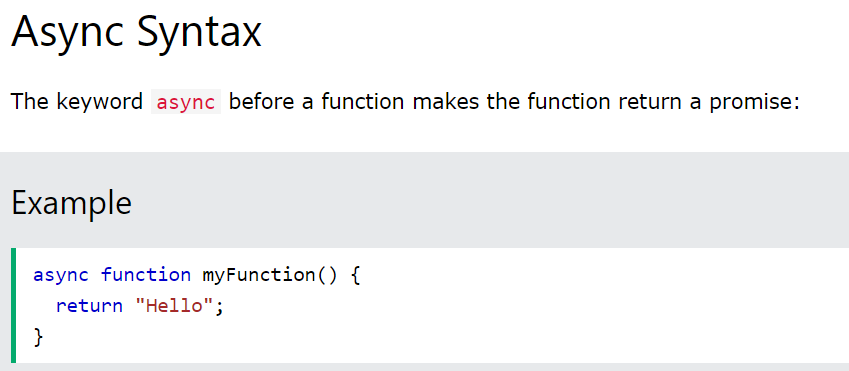 Async Syntax
The keyword async before a function makes the function return a promise:
Example
async function myFunction() {
  return "Hello";
}